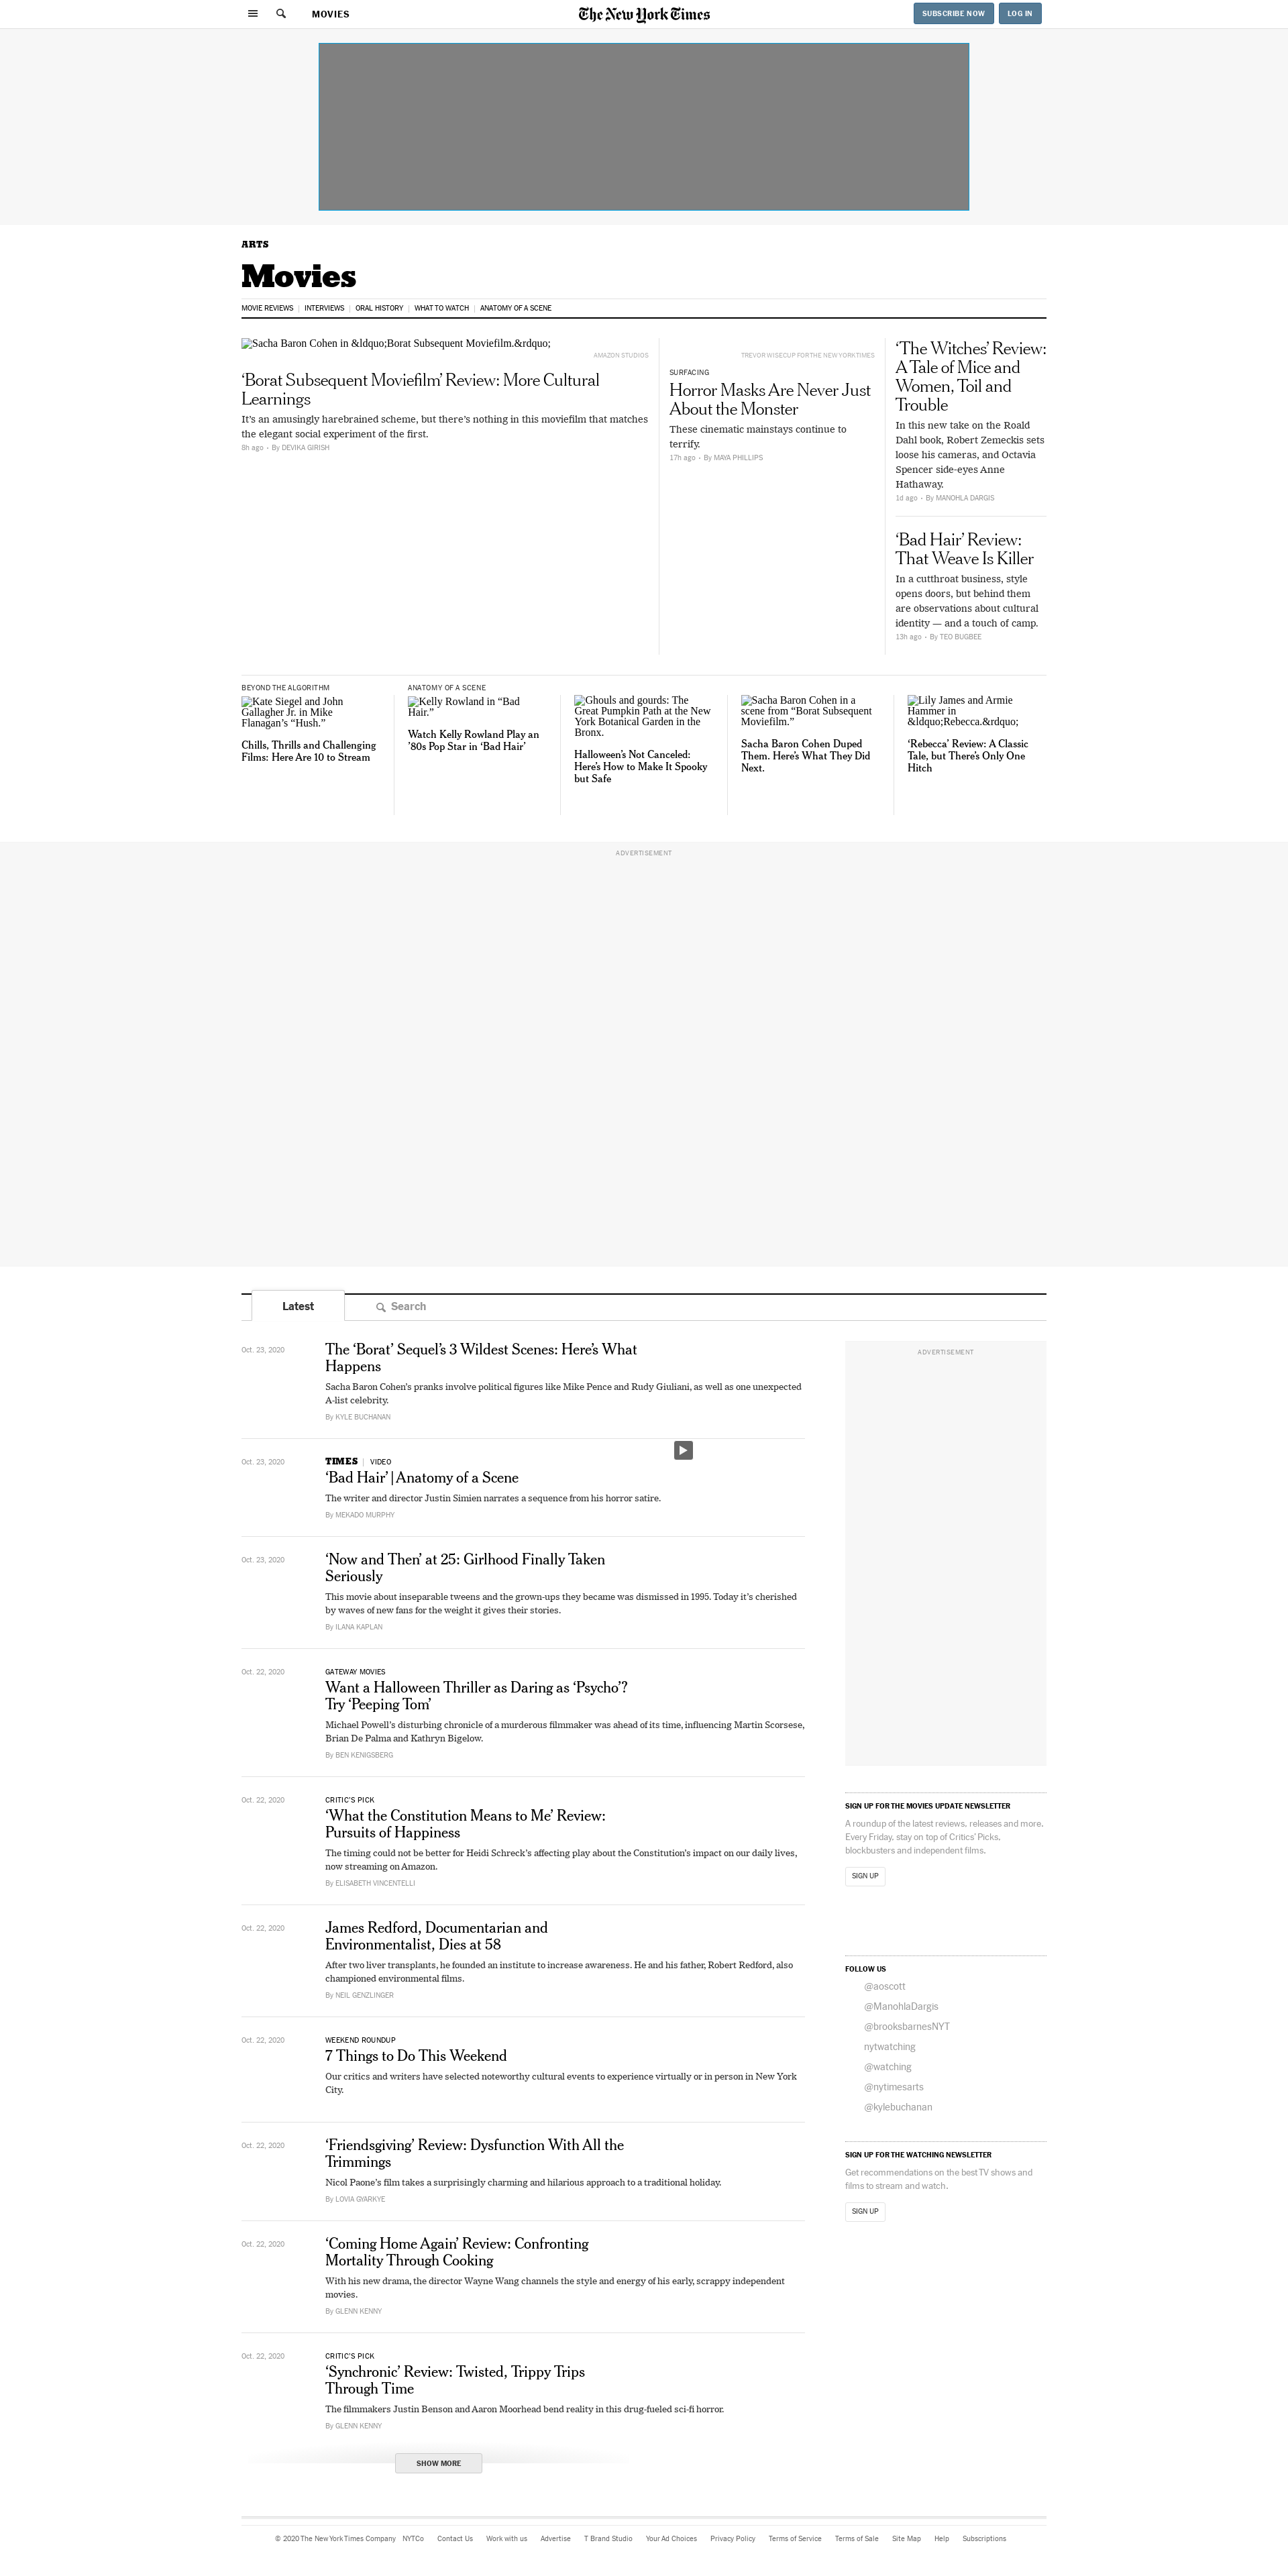 MOVIES
The New York Times
SUBSCRIBE NOW
LOG IN
ARTS
Movies
MOVIE REVIEWS | INTERVIEWS | ORAL HISTORY | WHAT TO WATCH | ANATOMY OF A SCENE
Sacha Baron Cohen in &ldquo;Borat Subsequent Moviefilm.&rdquo;
AMAZON STUDIOS
‘Borat Subsequent Moviefilm’ Review: More Cultural
Learnings
It’s an amusingly harebrained scheme, but there’s nothing in this moviefilm that matches
the elegant social experiment of the first.
8h ago • By DEVIKA GIRISH
TREVOR WISECUP FOR THE NEW YORK TIMES
SURFACING
Horror Masks Are Never Just
About the Monster
These cinematic mainstays continue to
terrify.
17h ago • By MAYA PHILLIPS
‘The Witches’ Review:
A Tale of Mice and
Women, Toil and
Trouble
In this new take on the Roald
Dahl book, Robert Zemeckis sets
loose his cameras, and Octavia
Spencer side-eyes Anne
Hathaway.
1d ago • By MANOHLA DARGIS
‘Bad Hair’ Review:
That Weave Is Killer
In a cutthroat business, style
opens doors, but behind them
are observations about cultural
identity — and a touch of camp.
13h ago • By TEO BUGBEE
BEYOND THE ALGORITHM
Kate Siegel and John
Gallagher Jr. in Mike
Flanagan’s “Hush.”
Chills, Thrills and Challenging
Films: Here Are 10 to Stream
ANATOMY OF A SCENE
Kelly Rowland in “Bad
Hair.”
Watch Kelly Rowland Play an
’80s Pop Star in ‘Bad Hair’
Ghouls and gourds: The
Great Pumpkin Path at the New
York Botanical Garden in the
Bronx.
Halloween’s Not Canceled:
Here’s How to Make It Spooky
but Safe
Sacha Baron Cohen in a
scene from “Borat Subsequent
Moviefilm.”
Sacha Baron Cohen Duped
Them. Here’s What They Did
Next.
Lily James and Armie
Hammer in
&ldquo;Rebecca.&rdquo;
‘Rebecca’ Review: A Classic
Tale, but There’s Only One
Hitch
ADVERTISEMENT
Latest
Search
Oct. 23, 2020
The ‘Borat’ Sequel’s 3 Wildest Scenes: Here’s What
Happens
Sacha Baron Cohen’s pranks involve political figures like Mike Pence and Rudy Giuliani, as well as one unexpected
A-list celebrity.
By KYLE BUCHANAN
Oct. 23, 2020
TIMES | VIDEO
‘Bad Hair’ | Anatomy of a Scene
The writer and director Justin Simien narrates a sequence from his horror satire.
By MEKADO MURPHY
Oct. 23, 2020
‘Now and Then’ at 25: Girlhood Finally Taken
Seriously
This movie about inseparable tweens and the grown-ups they became was dismissed in 1995. Today it’s cherished
by waves of new fans for the weight it gives their stories.
By ILANA KAPLAN
Oct. 22, 2020
GATEWAY MOVIES
Want a Halloween Thriller as Daring as ‘Psycho’?
Try ‘Peeping Tom’
Michael Powell’s disturbing chronicle of a murderous filmmaker was ahead of its time, influencing Martin Scorsese,
Brian De Palma and Kathryn Bigelow.
By BEN KENIGSBERG
Oct. 22, 2020
CRITIC’S PICK
‘What the Constitution Means to Me’ Review:
Pursuits of Happiness
The timing could not be better for Heidi Schreck’s affecting play about the Constitution’s impact on our daily lives,
now streaming on Amazon.
By ELISABETH VINCENTELLI
Oct. 22, 2020
James Redford, Documentarian and
Environmentalist, Dies at 58
After two liver transplants, he founded an institute to increase awareness. He and his father, Robert Redford, also
championed environmental films.
By NEIL GENZLINGER
Oct. 22, 2020
WEEKEND ROUNDUP
7 Things to Do This Weekend
Our critics and writers have selected noteworthy cultural events to experience virtually or in person in New York
City.
Oct. 22, 2020
‘Friendsgiving’ Review: Dysfunction With All the
Trimmings
Nicol Paone’s film takes a surprisingly charming and hilarious approach to a traditional holiday.
By LOVIA GYARKYE
Oct. 22, 2020
‘Coming Home Again’ Review: Confronting
Mortality Through Cooking
With his new drama, the director Wayne Wang channels the style and energy of his early, scrappy independent
movies.
By GLENN KENNY
Oct. 22, 2020
CRITIC’S PICK
‘Synchronic’ Review: Twisted, Trippy Trips
Through Time
The filmmakers Justin Benson and Aaron Moorhead bend reality in this drug-fueled sci-fi horror.
By GLENN KENNY
SHOW MORE
ADVERTISEMENT
SIGN UP FOR THE MOVIES UPDATE NEWSLETTER
A roundup of the latest reviews, releases and more.
Every Friday, stay on top of Critics’ Picks,
blockbusters and independent films.
SIGN UP
FOLLOW US
@aoscott
@ManohlaDargis
@brooksbarnesNYT
nytwatching
@watching
@nytimesarts
@kylebuchanan
SIGN UP FOR THE WATCHING NEWSLETTER
Get recommendations on the best TV shows and
films to stream and watch.
SIGN UP
© 2020 The New York Times Company NYTCo Contact Us Work with us Advertise T Brand Studio Your Ad Choices Privacy Policy Terms of Service Terms of Sale Site Map Help Subscriptions